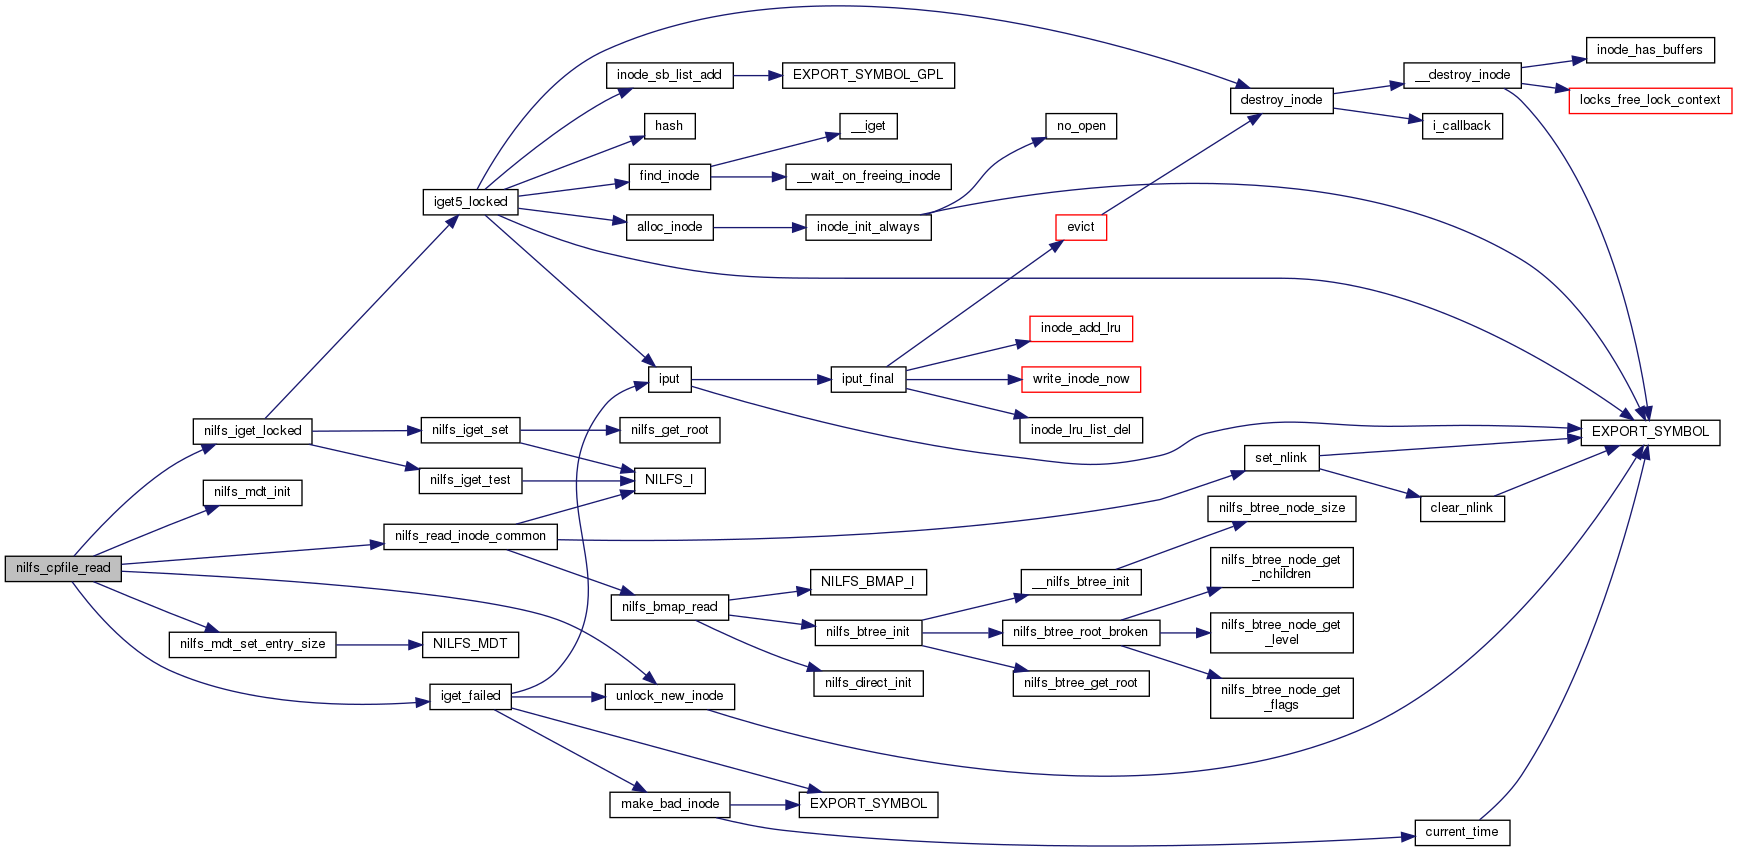 inode_has_buffers
inode_sb_list_add
EXPORT_SYMBOL_GPL
__destroy_inode
destroy_inode
locks_free_lock_context
hash
__iget
no_open
i_callback
find_inode
__wait_on_freeing_inode
iget5_locked
alloc_inode
inode_init_always
evict
inode_add_lru
iput
iput_final
write_inode_now
nilfs_iget_locked
nilfs_iget_set
nilfs_get_root
inode_lru_list_del
EXPORT_SYMBOL
set_nlink
nilfs_iget_test
NILFS_I
nilfs_mdt_init
nilfs_btree_node_size
clear_nlink
nilfs_read_inode_common
nilfs_cpfile_read
nilfs_btree_node_get
_nchildren
NILFS_BMAP_I
__nilfs_btree_init
nilfs_bmap_read
nilfs_btree_init
nilfs_btree_root_broken
nilfs_btree_node_get
_level
nilfs_mdt_set_entry_size
NILFS_MDT
nilfs_direct_init
nilfs_btree_get_root
nilfs_btree_node_get
_flags
iget_failed
unlock_new_inode
make_bad_inode
EXPORT_SYMBOL
current_time